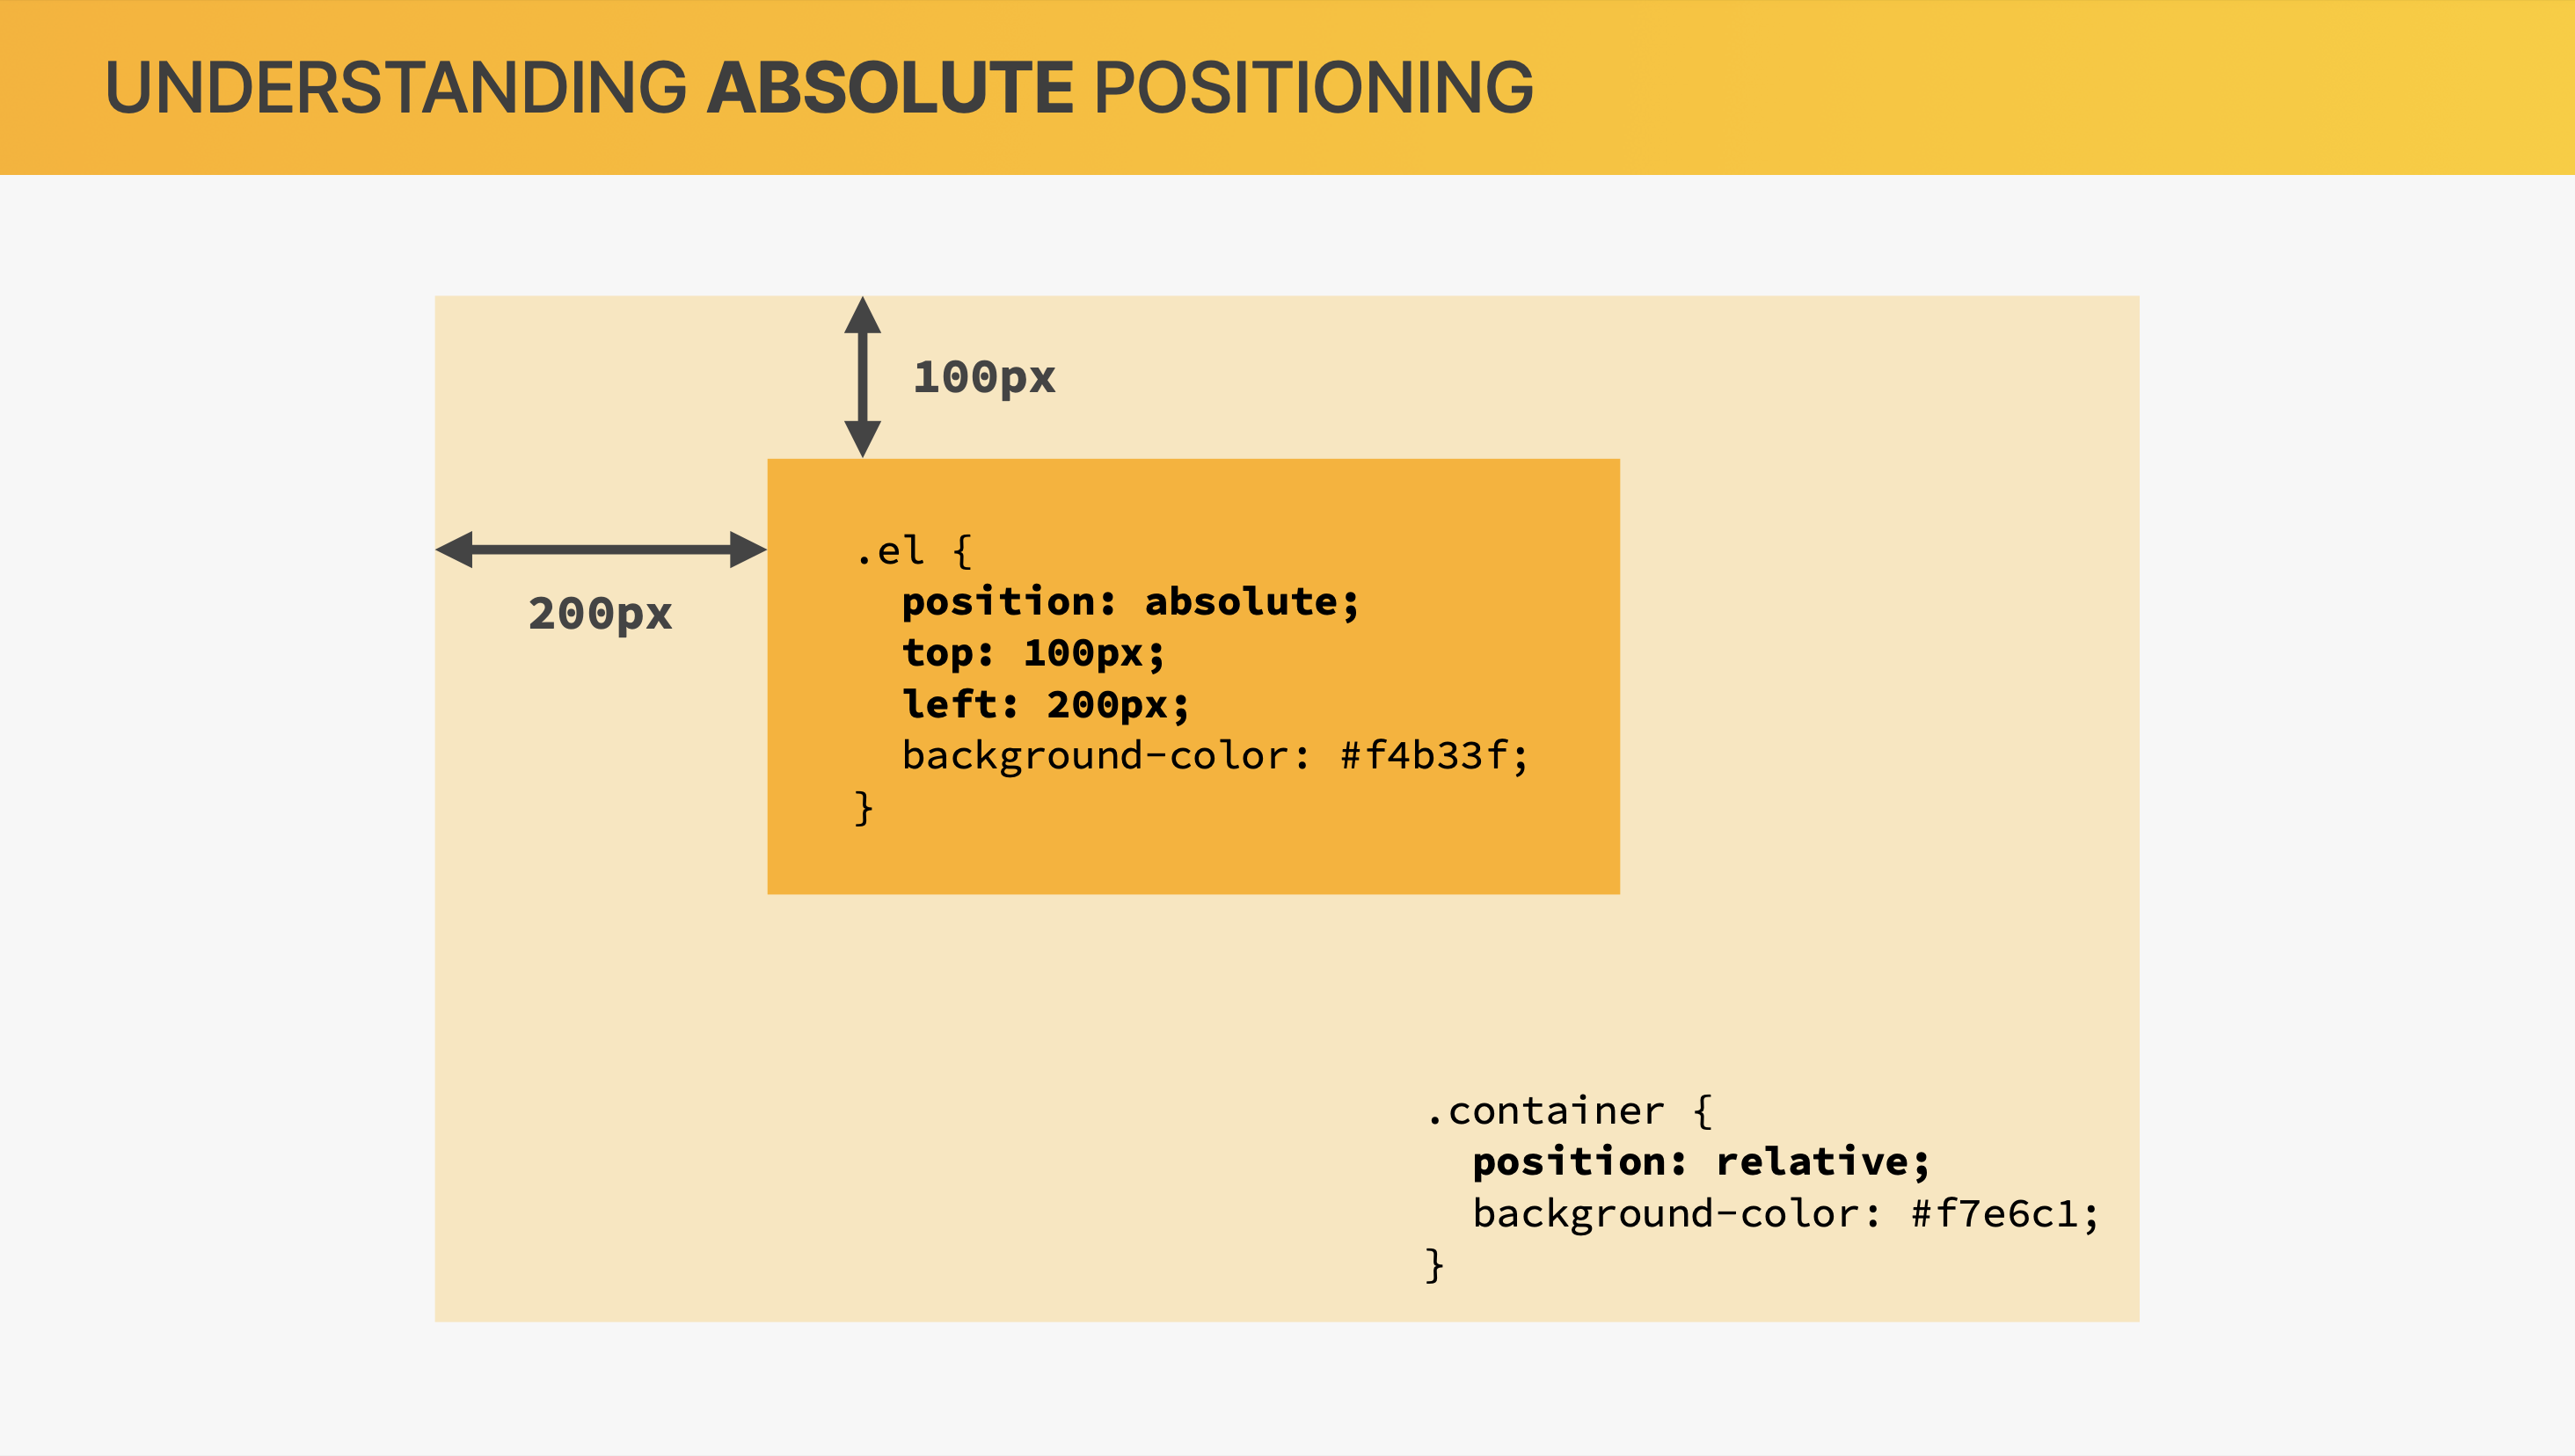 UNDERSTANDING ABSOLUTE POSITIONING
100px
200px
.el {
  position: absolute;
  top: 100px;
  left: 200px;
  background-color: #f4b33f;
}
.container {
  position: relative;
  background-color: #f7e6c1;
}